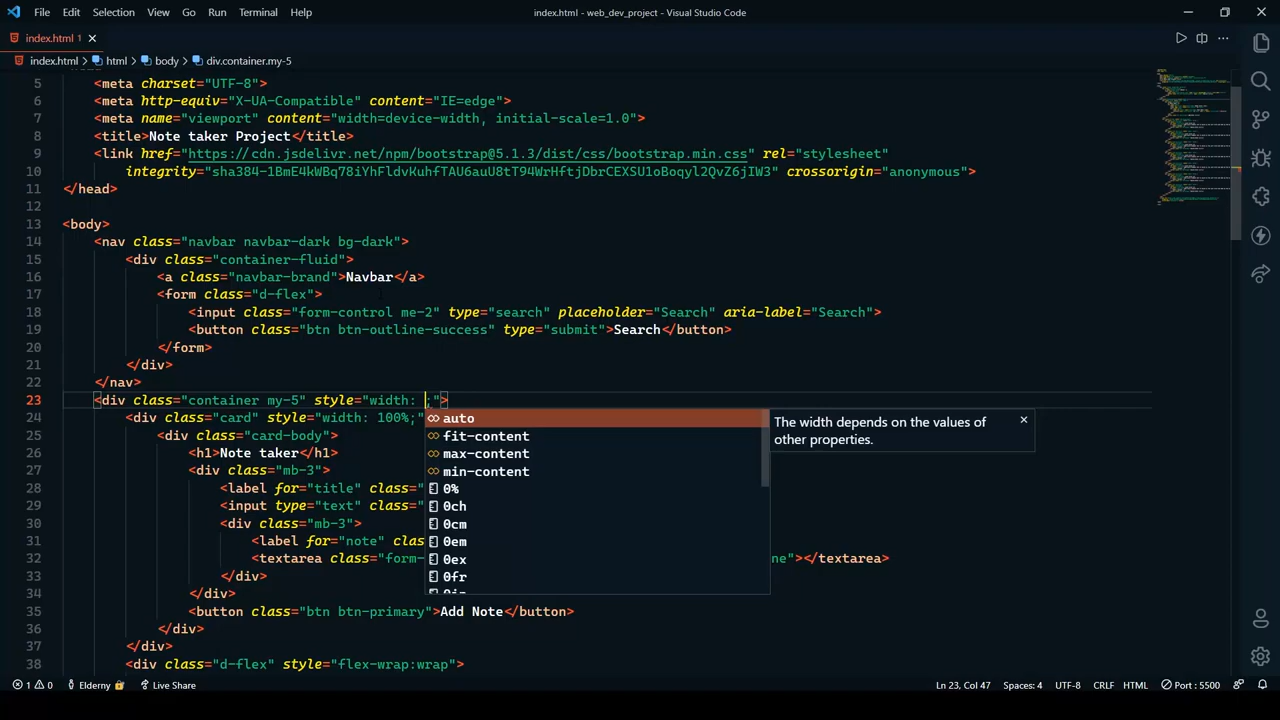 File Edit Selection View Go Run Terminal Help
index.html - web_dev_project - Visual Studio Code
index.html 1
index.html > html > body > div.container.my-5
5 <meta charset="UTF-8">
6 <meta http-equiv="X-UA-Compatible" content="IE=edge">
7 <meta name="viewport" content="width=device-width, initial-scale=1.0">
8 <title>Note taker Project</title>
9 <link href="https://cdn.jsdelivr.net/npm/bootstrap@5.1.3/dist/css/bootstrap.min.css" rel="stylesheet"
10 integrity="sha384-1BmE4kWBq78iYhFldvKuhfTAU6auU8tT94WrHftjDbrCEXSU1oBoqyl2QvZ6jIW3" crossorigin="anonymous">
11 </head>
12
13 <body>
14 <nav class="navbar navbar-dark bg-dark">
15 <div class="container-fluid">
16 <a class="navbar-brand">Navbar</a>
17 <form class="d-flex">
18 <input class="form-control me-2" type="search" placeholder="Search" aria-label="Search">
19 <button class="btn btn-outline-success" type="submit">Search</button>
20 </form>
21 </div>
22 </nav>
23 <div class="container my-5" style="width: ;">
24 <div class="card" style="width: 100%;"
25 <div class="card-body">
26 <h1>Note taker</h1>
27 <div class="mb-3">
28 <label for="title" class="
29 <input type="text" class="
30 <div class="mb-3">
31 <label for="note" clas
32 <textarea class="form- ne"></textarea>
33 </div>
34 </div>
35 <button class="btn btn-primary">Add Note</button>
36 </div>
37 </div>
38 <div class="d-flex" style="flex-wrap:wrap">
auto
fit-content
max-content
min-content
0%
0ch
0cm
0em
0ex
0fr
The width depends on the values of
other properties.
1 0 Elderny Live Share
Ln 23, Col 47 Spaces: 4 UTF-8 CRLF HTML Port : 5500